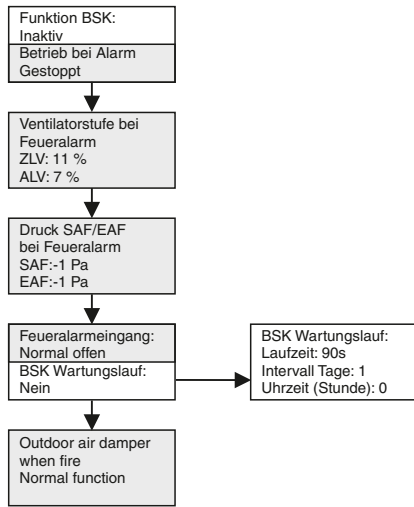 Funktion BSK:
Inaktiv
Betrieb bei Alarm
Gestoppt
Ventilatorstufe bei
Feueralarm
ZLV: 11 %
ALV: 7 %
Druck SAF/EAF
bei Feueralarm
SAF:-1 Pa
EAF:-1 Pa
Feueralarmeingang:
Normal offen
BSK Wartungslauf:
Nein
BSK Wartungslauf:
Laufzeit: 90s
Intervall Tage: 1
Uhrzeit (Stunde): 0
Outdoor air damper
when fire
Normal function